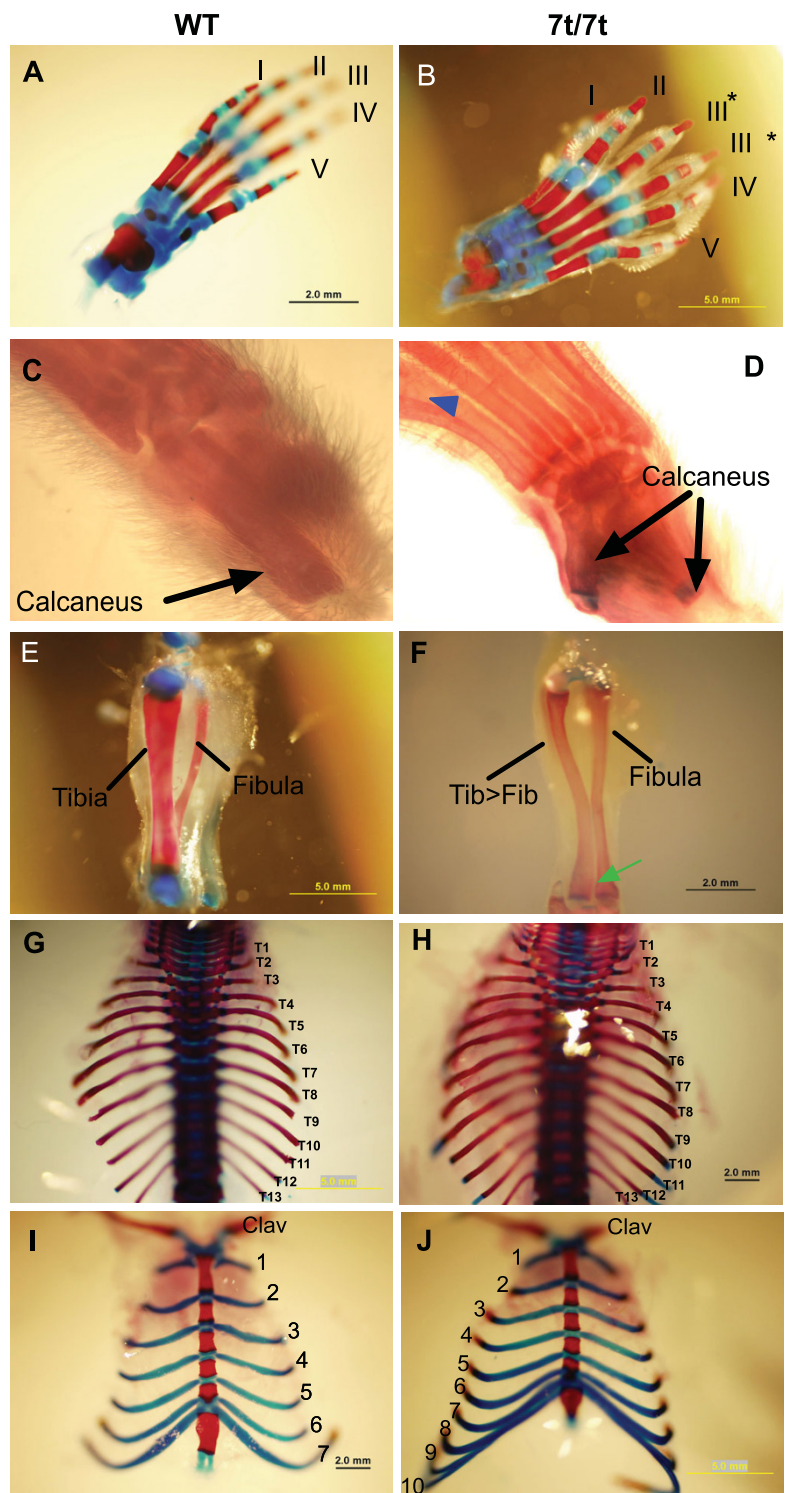 WT 7t/7t
A
I
II
III
IV
V
2.0 mm
B
I
II
III*
III *
IV
V
5.0 mm
C
Calcaneus
D
Calcaneus
E
Tibia
Fibula
5.0 mm
F
Tib>Fib
Fibula
2.0 mm
G
T1
T2
T3
T4
T5
T6
T7
T8
T9
T10
T11
T12
T13
5.0 mm
H
T1
T2
T3
T4
T5
T6
T7
T8
T9
T10
T11
T13 T12
2.0 mm
I
Clav
1
2
3
4
5
6
7
2.0 mm
J
Clav
1
2
3
4
5
6
7
8
9
10
5.0 mm